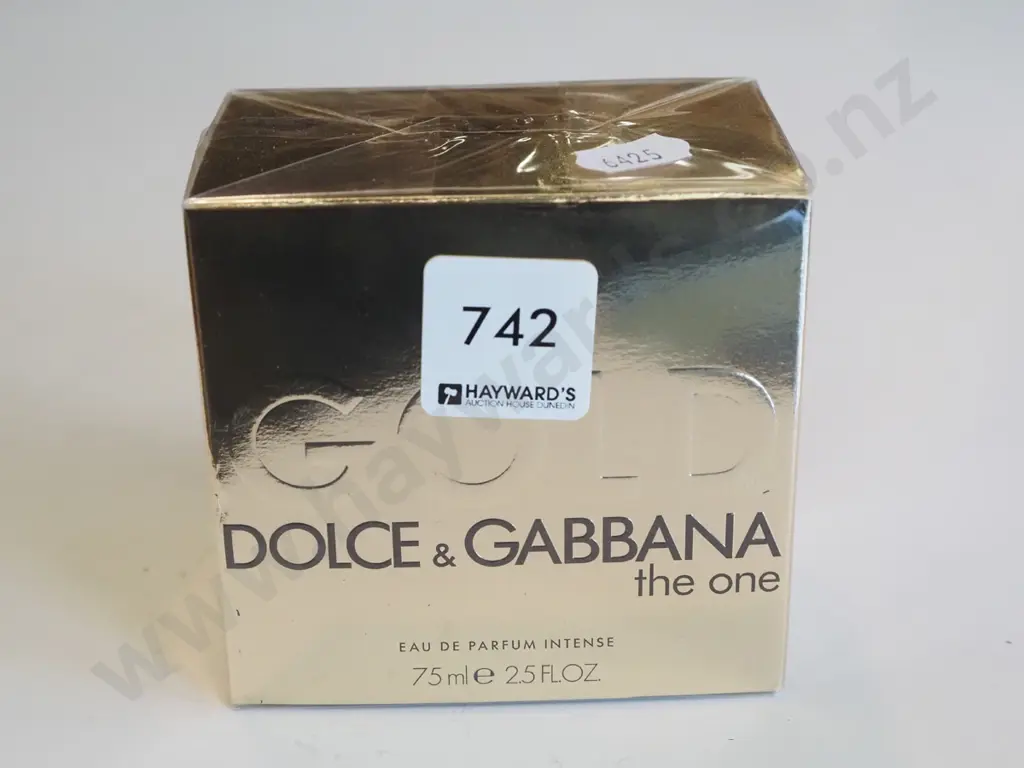 6425
742
HAYWARD'S
AUCTION HOUSE DUNEDIN
GOLD
DOLCE & GABBANA
the one
EAU DE PARFUM INTENSE
75 ml e 2.5 FL.OZ.